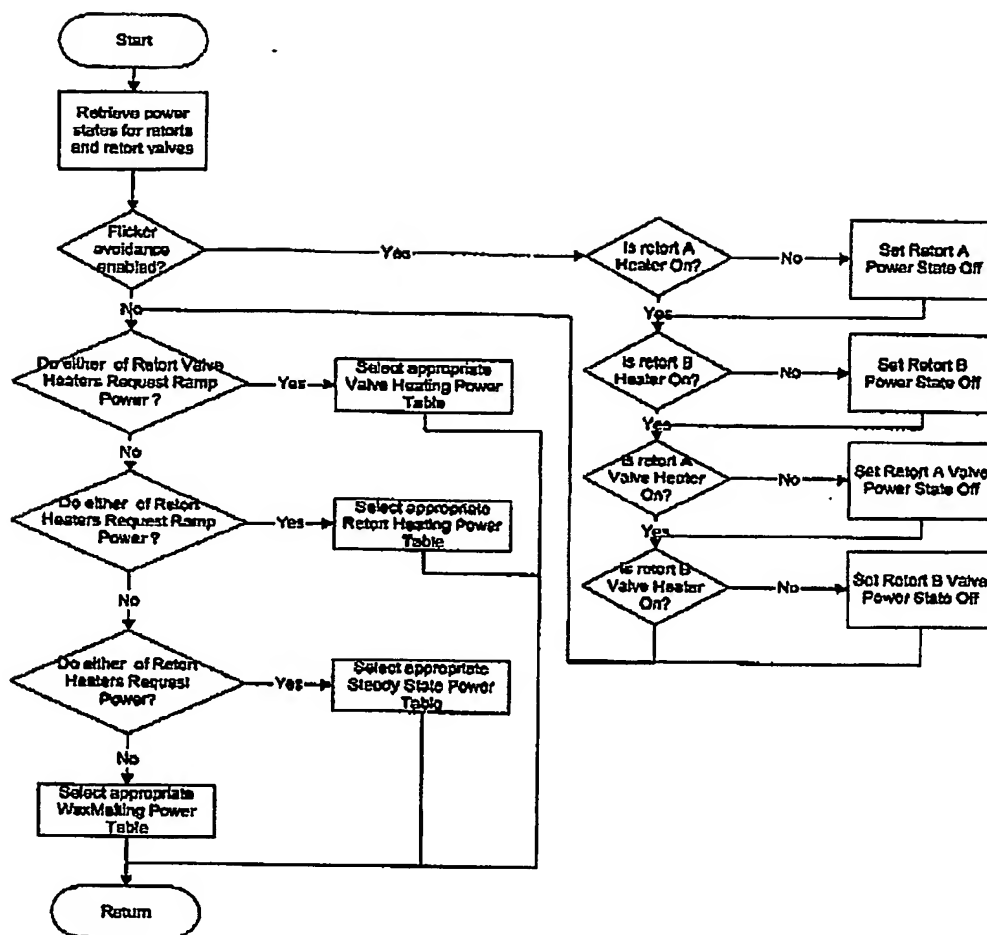 Start
Retrieve power
states for retorts
and retort valves
Flicker
avoidance
enabled?
Yes
Is retort A
Heater On?
No
Set Retort A
Power State Off
No
Yes
Do either of Retort Valve
Heaters Request Ramp
Power ?
Yes
Select appropriate
Valve Heating Power
Table
Is retort B
Heater On?
No
Set Retort B
Power State Off
Yes
No
Is retort A
Valve Heater
On?
No
Set Retort A Valve
Power State Off
Do either of Retort
Heaters Request Ramp
Power ?
Yes
Select appropriate
Retort Heating Power
Table
Yes
Is retort B
Valve Heater
On?
No
Set Retort B Valve
Power State Off
No
Do either of Retort
Heaters Request
Power?
Yes
Select appropriate
Steady State Power
Table
No
Select appropriate
WaxMelting Power
Table
Return